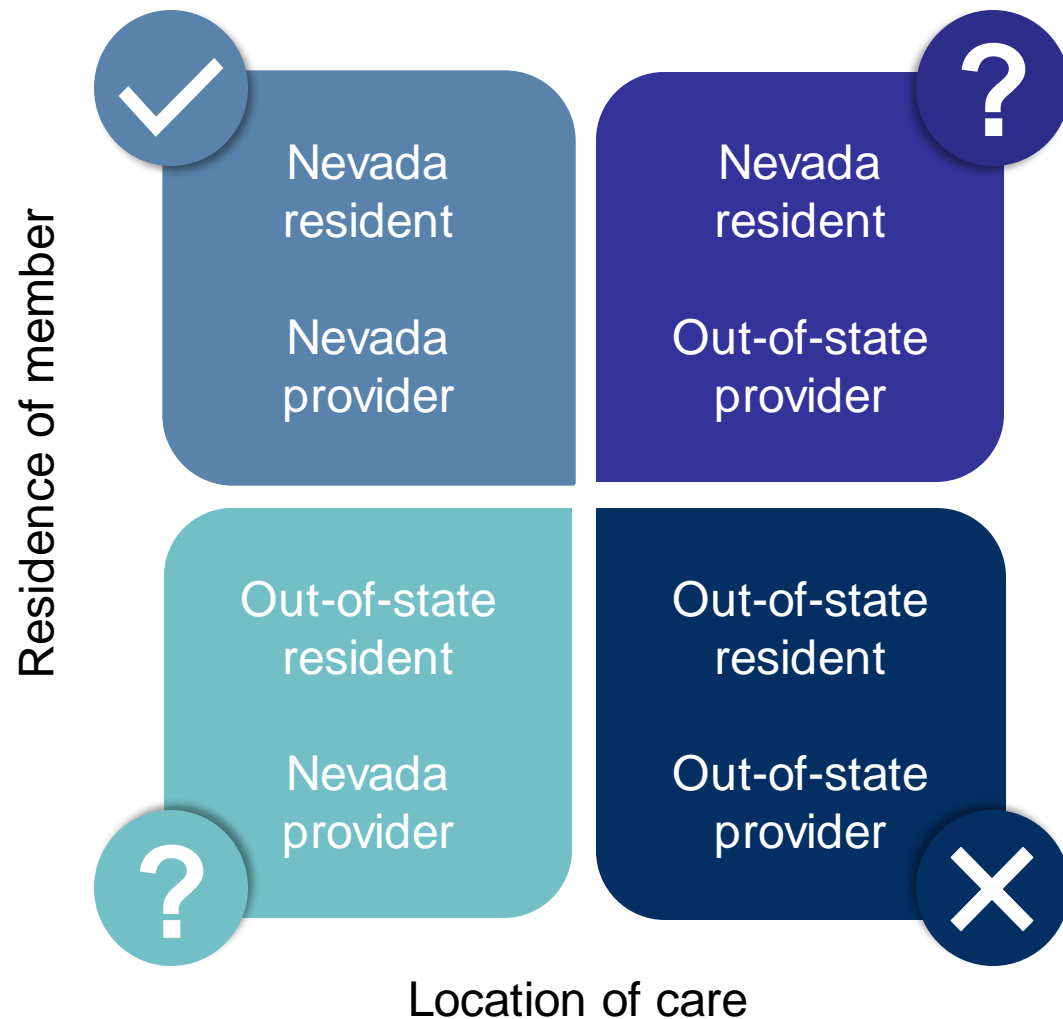 Residence of member
?
Nevada
resident
Nevada
provider
Nevada
resident
Out-of-state
provider
Out-of-state
resident
Nevada
provider
?
Out-of-state
resident
Out-of-state
provider
Location of care